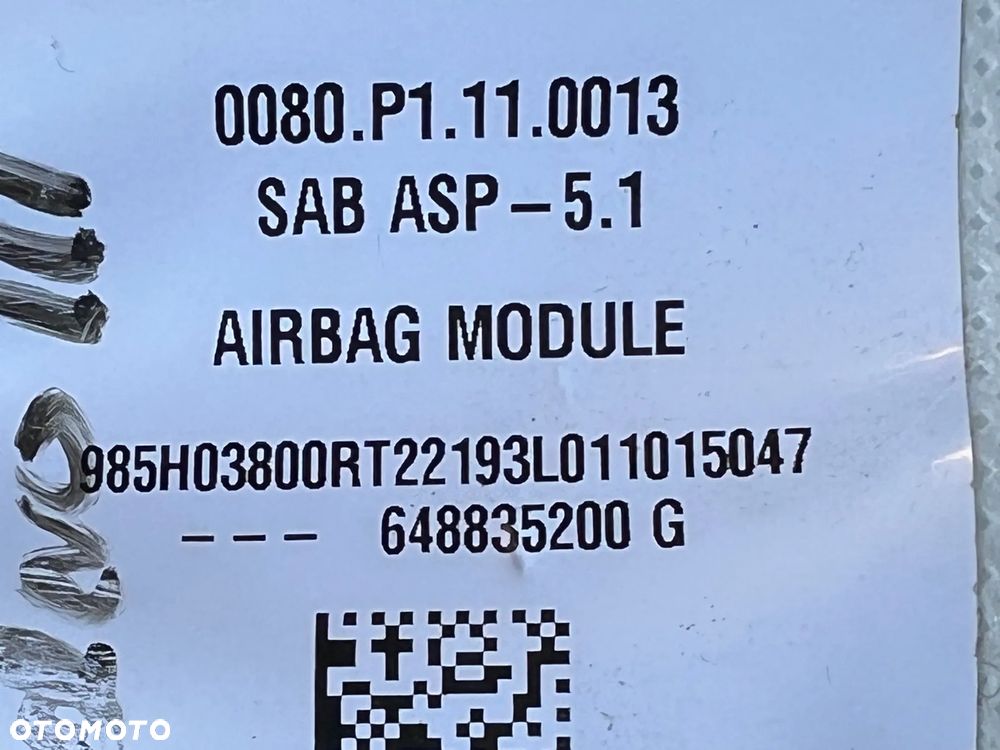 0080.P1.11.0013
SAB ASP – 5.1
AIRBAG MODULE
985H03800RT22193L011015047
– – – 648835200 G
OTOMOTO